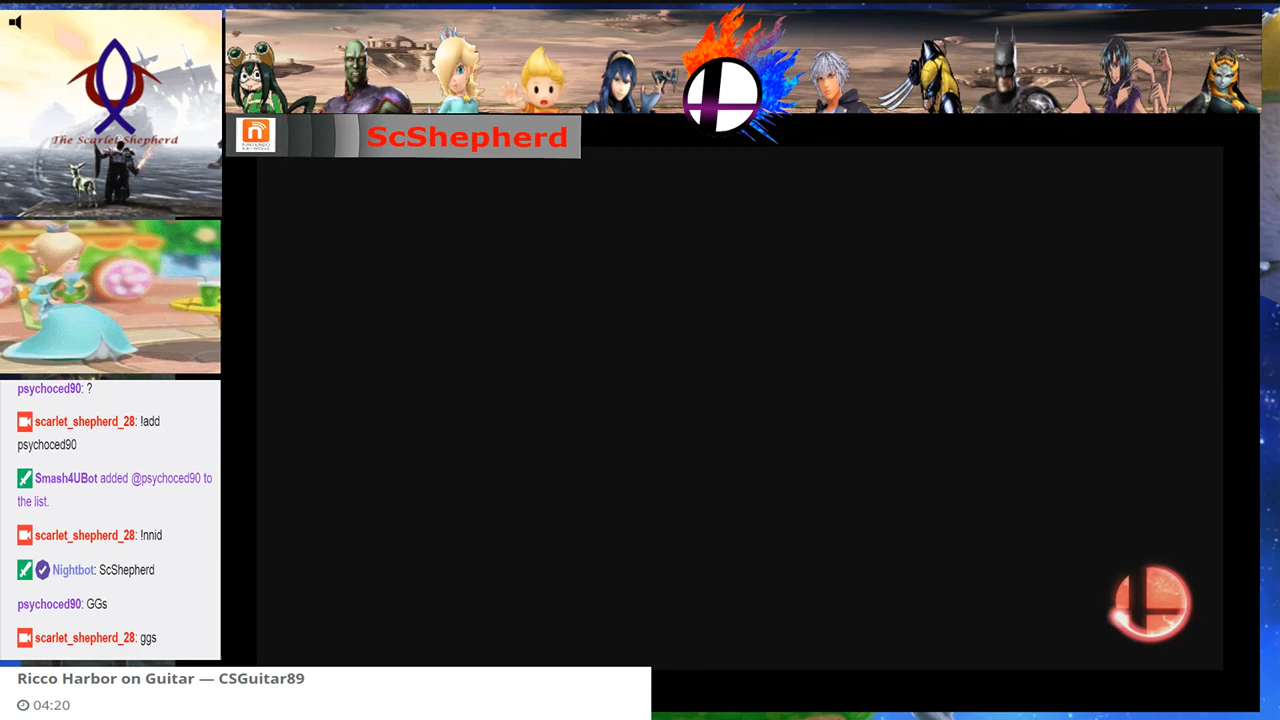 The Scarlet Shepherd
ScShepherd
psychoced90: ?
scarlet_shepherd_28: !add
psychoced90
Smash4UBot added @psychoced90 to
the list.
scarlet_shepherd_28: !nnid
Nightbot: ScShepherd
psychoced90: GGs
scarlet_shepherd_28: ggs
Ricco Harbor on Guitar — CSGuitar89
04:20